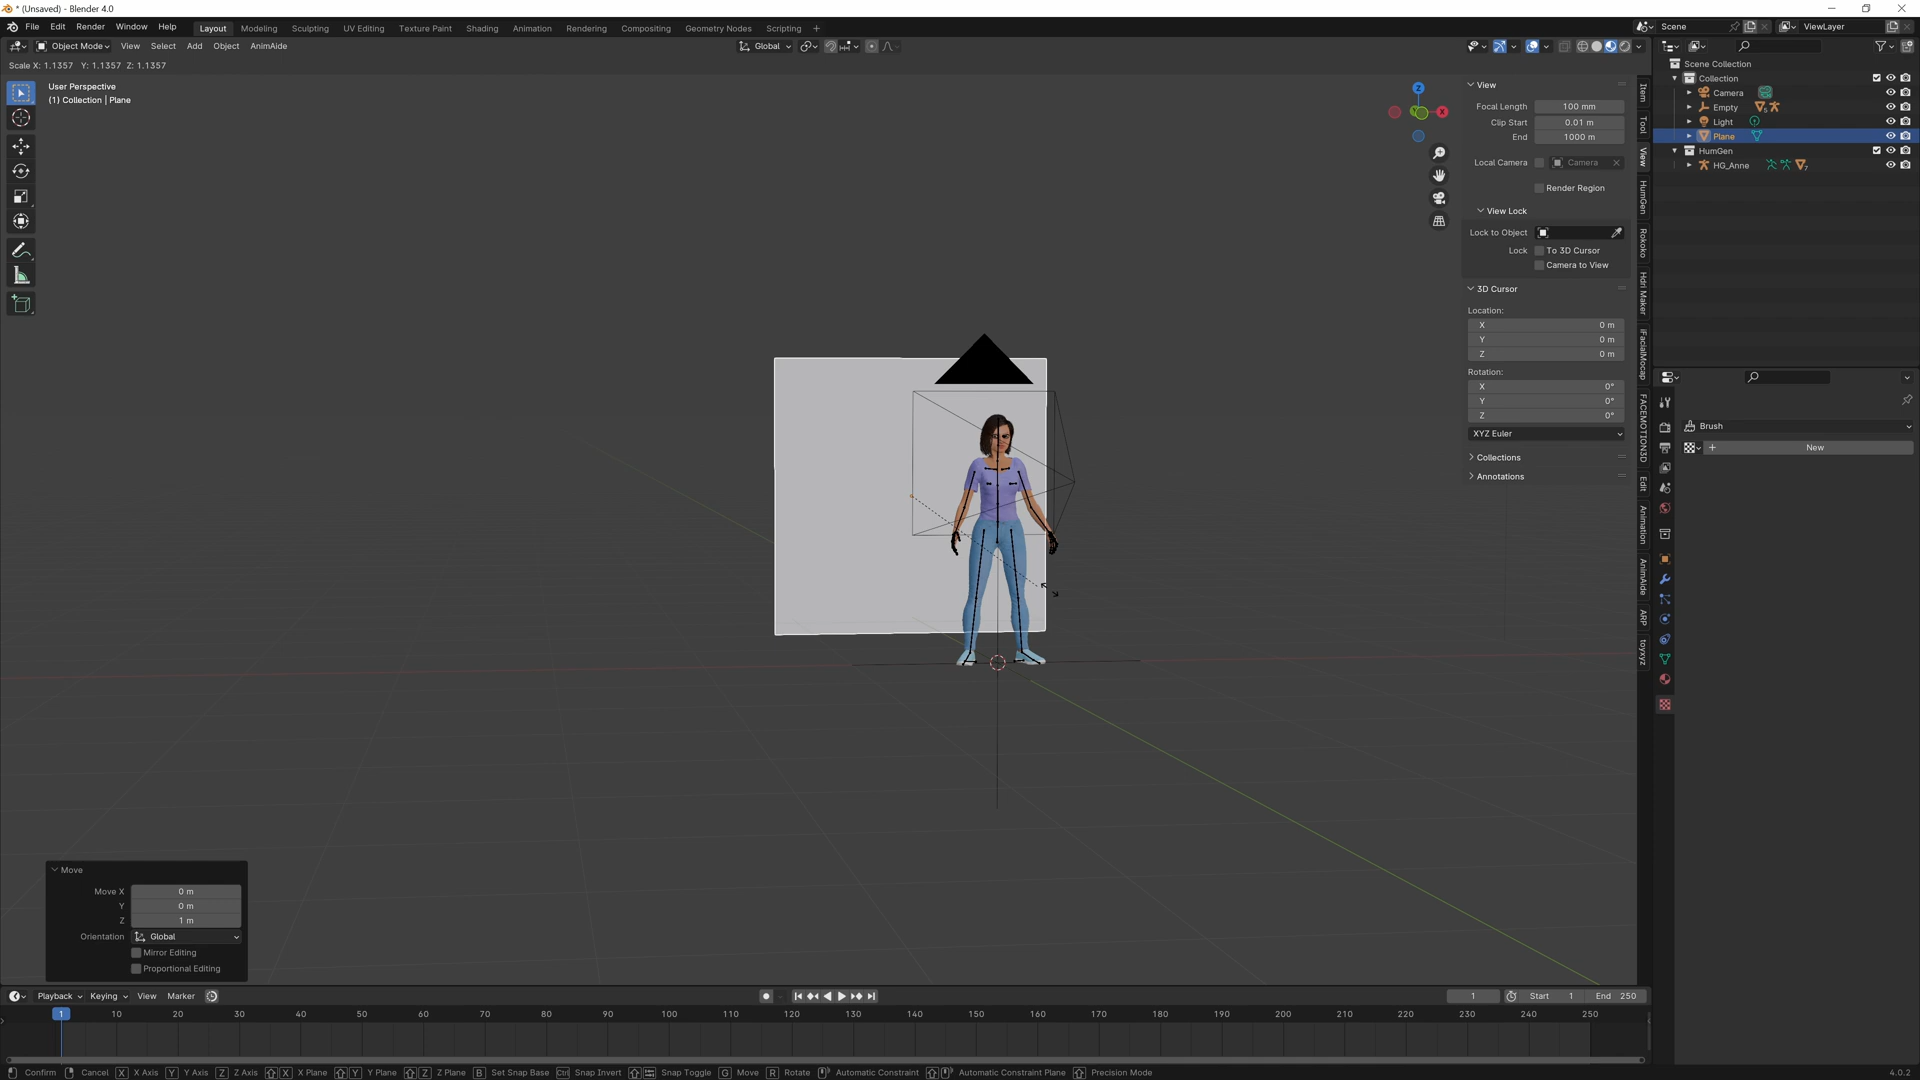 * (Unsaved) - Blender 4.0
File Edit Render Window Help
Layout Modeling Sculpting UV Editing Texture Paint Shading Animation Rendering Compositing Geometry Nodes Scripting +
Scene
ViewLayer
Object Mode View Select Add Object AnimAide
Global
Scale X: 1.1357 Y: 1.1357 Z: 1.1357
User Perspective
(1) Collection | Plane
Z
X
View
Focal Length 100 mm
Clip Start 0.01 m
End 1000 m
Local Camera Camera
Render Region
View Lock
Lock to Object
Lock To 3D Cursor
Camera to View
3D Cursor
Location:
X 0 m
Y 0 m
Z 0 m
Rotation:
X 0°
Y 0°
Z 0°
XYZ Euler
Collections
Annotations
Item
Tool
View
HumGen
Rokoko
Hdri Maker
iFacialMocap
FACEMOTION3D
Edit
Animation
AnimAide
ARP
toyxyz
Scene Collection
Collection
Camera
Empty 5
Light
Plane
HumGen
HG_Anne 7
Brush
New
Move
Move X 0 m
Y 0 m
Z 1 m
Orientation Global
Mirror Editing
Proportional Editing
Playback Keying View Marker
1 Start 1 End 250
1 10 20 30 40 50 60 70 80 90 100 110 120 130 140 150 160 170 180 190 200 210 220 230 240 250
Confirm Cancel X X Axis Y Y Axis Z Z Axis X X Plane Y Y Plane Z Z Plane B Set Snap Base Ctrl Snap Invert Snap Toggle G Move R Rotate Automatic Constraint Automatic Constraint Plane Precision Mode
4.0.2